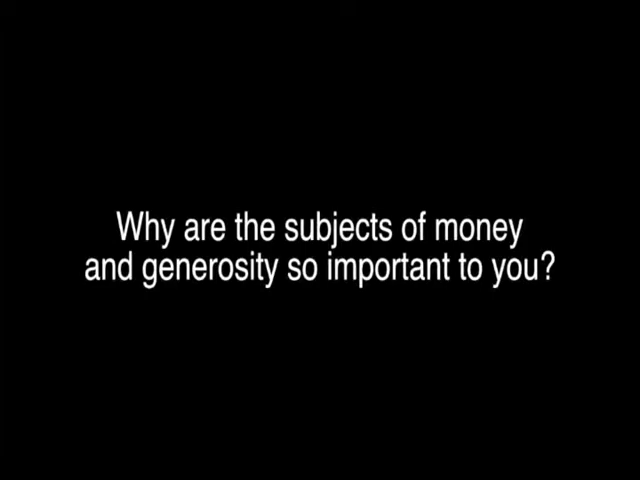 Why are the subjects of money
and generosity so important to you?